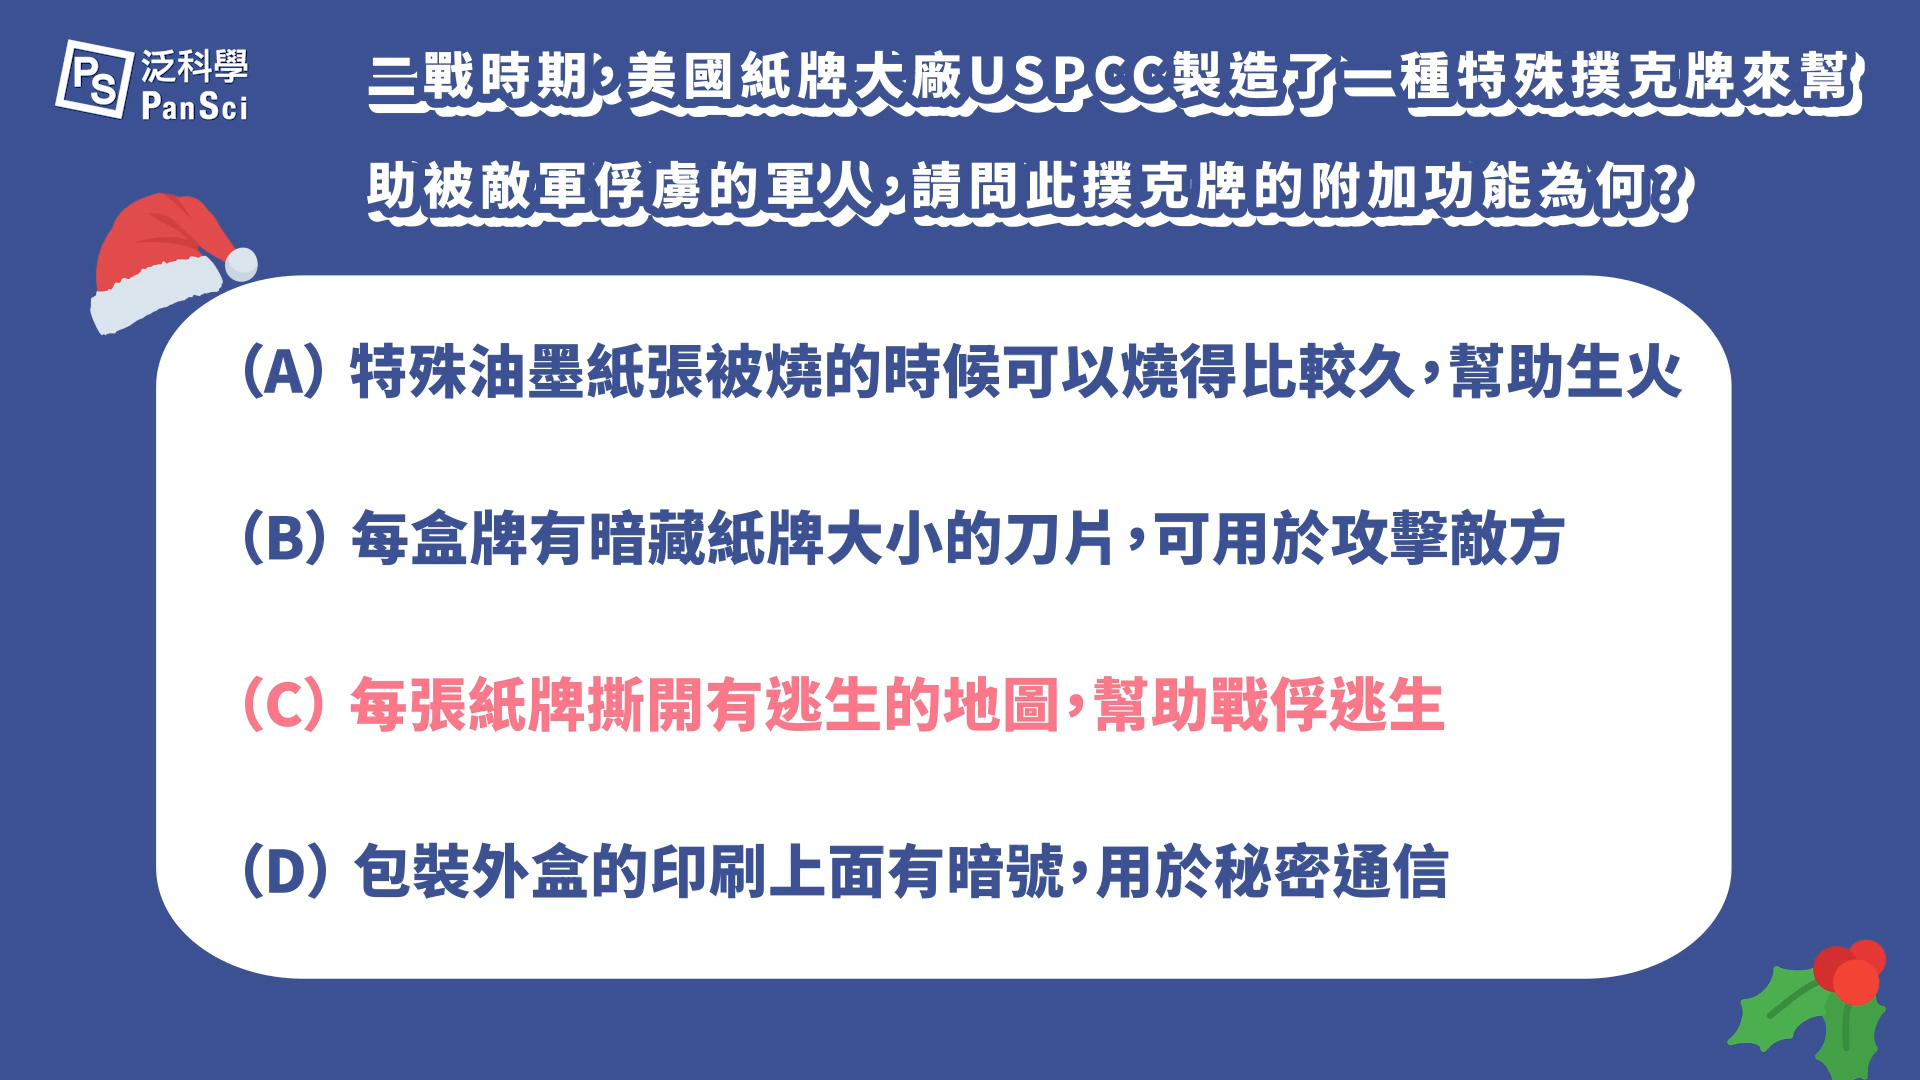 PS
泛科學
PanSci
二戰時期，美國紙牌大廠USPCC製造了一種特殊撲克牌來幫
助被敵軍俘虜的軍人，請問此撲克牌的附加功能為何？
（A）特殊油墨紙張被燒的時候可以燒得比較久，幫助生火
（B）每盒牌有暗藏紙牌大小的刀片，可用於攻擊敵方
（C）每張紙牌撕開有逃生的地圖，幫助戰俘逃生
（D）包裝外盒的印刷上面有暗號，用於秘密通信